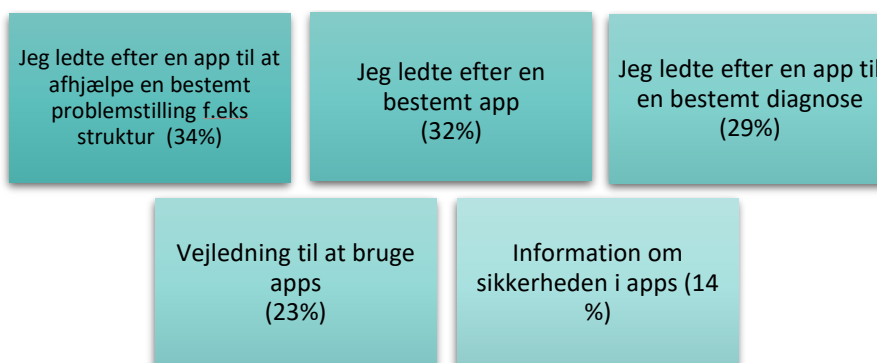 Jeg ledte efter en app til at
afhjælpe en bestemt
problemstilling f.eks
struktur (34%)
Jeg ledte efter en
bestemt app
(32%)
Jeg ledte efter en app til
en bestemt diagnose
(29%)
Vejledning til at bruge
apps
(23%)
Information om
sikkerheden i apps (14
%)